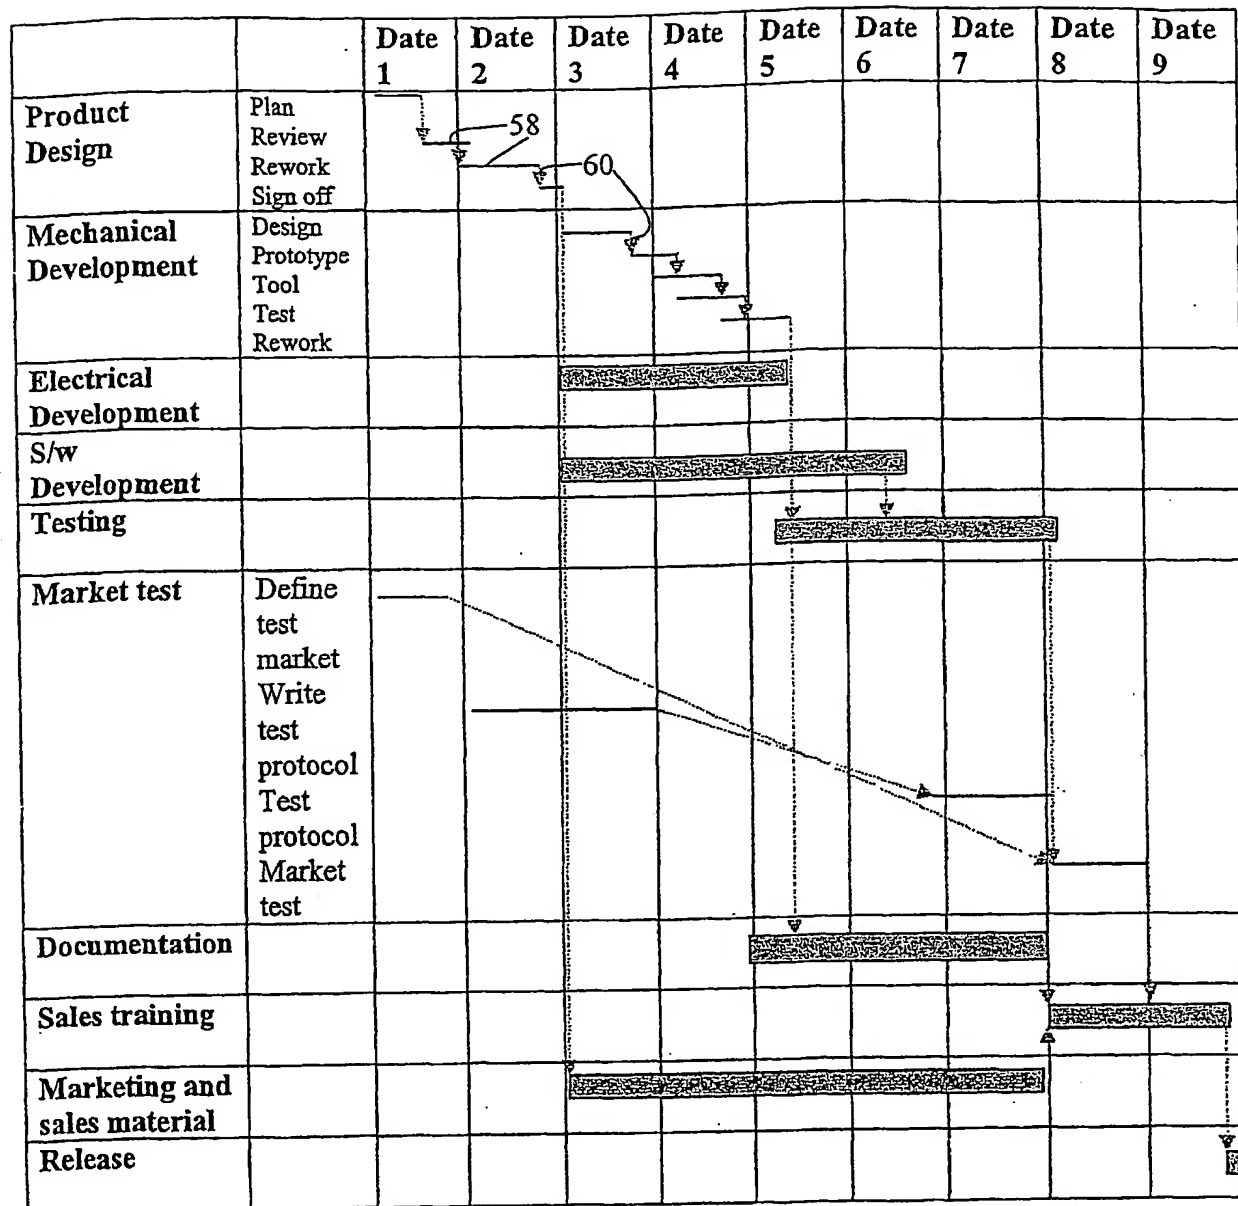 Date Date Date Date Date Date Date Date Date
1 2 3 4 5 6 7 8 9
Product
Design
Plan
Review
Rework
Sign off
58
60
Mechanical
Development
Design
Prototype
Tool
Test
Rework
Electrical
Development
S/w
Development
Testing
Market test
Define
test
market
Write
test
protocol
Test
protocol
Market
test
Documentation
Sales training
Marketing and
sales material
Release